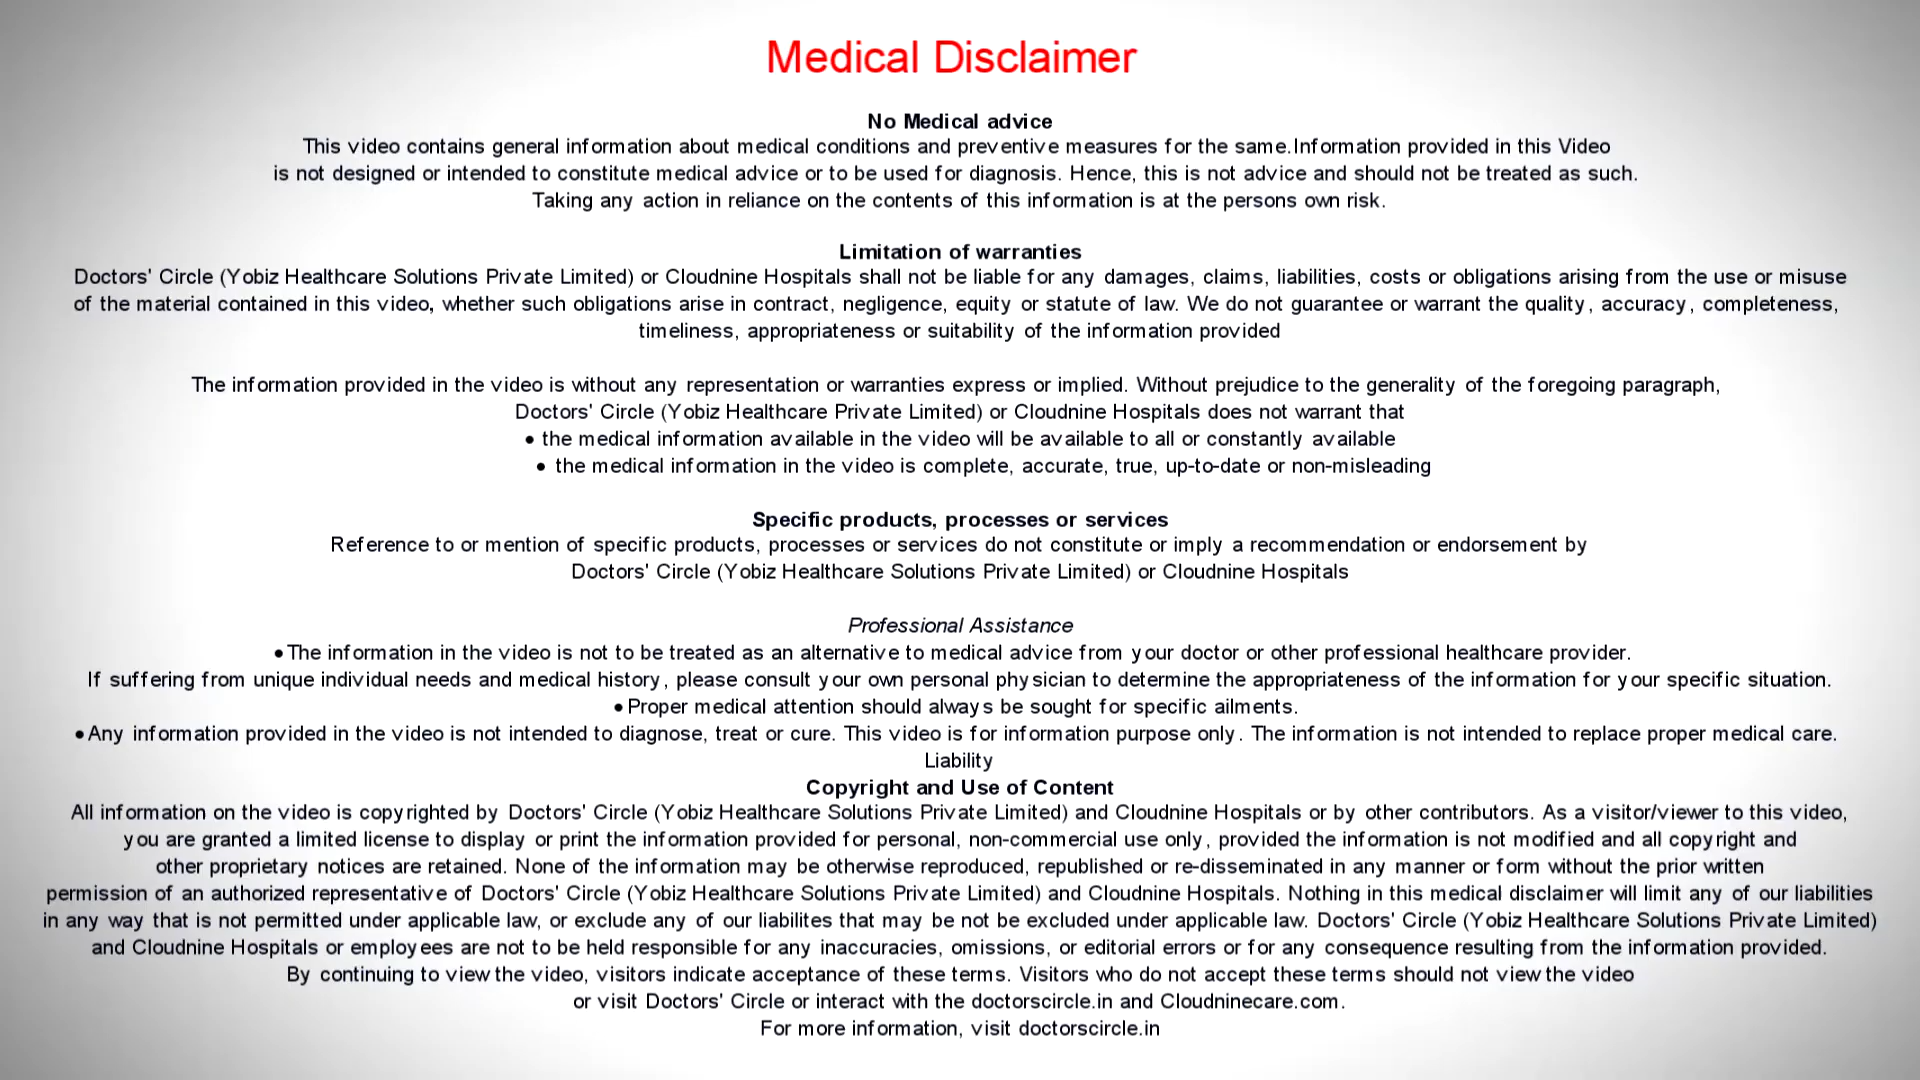 Medical Disclaimer
No Medical advice
This video contains general information about medical conditions and preventive measures for the same.Information provided in this Video
is not designed or intended to constitute medical advice or to be used for diagnosis. Hence, this is not advice and should not be treated as such.
Taking any action in reliance on the contents of this information is at the persons own risk.
Limitation of warranties
Doctors' Circle (Yobiz Healthcare Solutions Private Limited) or Cloudnine Hospitals shall not be liable for any damages, claims, liabilities, costs or obligations arising from the use or misuse
of the material contained in this video, whether such obligations arise in contract, negligence, equity or statute of law. We do not guarantee or warrant the quality, accuracy, completeness,
timeliness, appropriateness or suitability of the information provided
The information provided in the video is without any representation or warranties express or implied. Without prejudice to the generality of the foregoing paragraph,
Doctors' Circle (Yobiz Healthcare Private Limited) or Cloudnine Hospitals does not warrant that
• the medical information available in the video will be available to all or constantly available
• the medical information in the video is complete, accurate, true, up-to-date or non-misleading
Specific products, processes or services
Reference to or mention of specific products, processes or services do not constitute or imply a recommendation or endorsement by
Doctors' Circle (Yobiz Healthcare Solutions Private Limited) or Cloudnine Hospitals
Professional Assistance
•The information in the video is not to be treated as an alternative to medical advice from your doctor or other professional healthcare provider.
If suffering from unique individual needs and medical history, please consult your own personal physician to determine the appropriateness of the information for your specific situation.
•Proper medical attention should always be sought for specific ailments.
•Any information provided in the video is not intended to diagnose, treat or cure. This video is for information purpose only. The information is not intended to replace proper medical care.
Liability
Copyright and Use of Content
All information on the video is copyrighted by Doctors' Circle (Yobiz Healthcare Solutions Private Limited) and Cloudnine Hospitals or by other contributors. As a visitor/viewer to this video,
you are granted a limited license to display or print the information provided for personal, non-commercial use only, provided the information is not modified and all copyright and
other proprietary notices are retained. None of the information may be otherwise reproduced, republished or re-disseminated in any manner or form without the prior written
permission of an authorized representative of Doctors' Circle (Yobiz Healthcare Solutions Private Limited) and Cloudnine Hospitals. Nothing in this medical disclaimer will limit any of our liabilities
in any way that is not permitted under applicable law, or exclude any of our liabilites that may be not be excluded under applicable law. Doctors' Circle (Yobiz Healthcare Solutions Private Limited)
and Cloudnine Hospitals or employees are not to be held responsible for any inaccuracies, omissions, or editorial errors or for any consequence resulting from the information provided.
By continuing to view the video, visitors indicate acceptance of these terms. Visitors who do not accept these terms should not view the video
or visit Doctors' Circle or interact with the doctorscircle.in and Cloudninecare.com.
For more information, visit doctorscircle.in